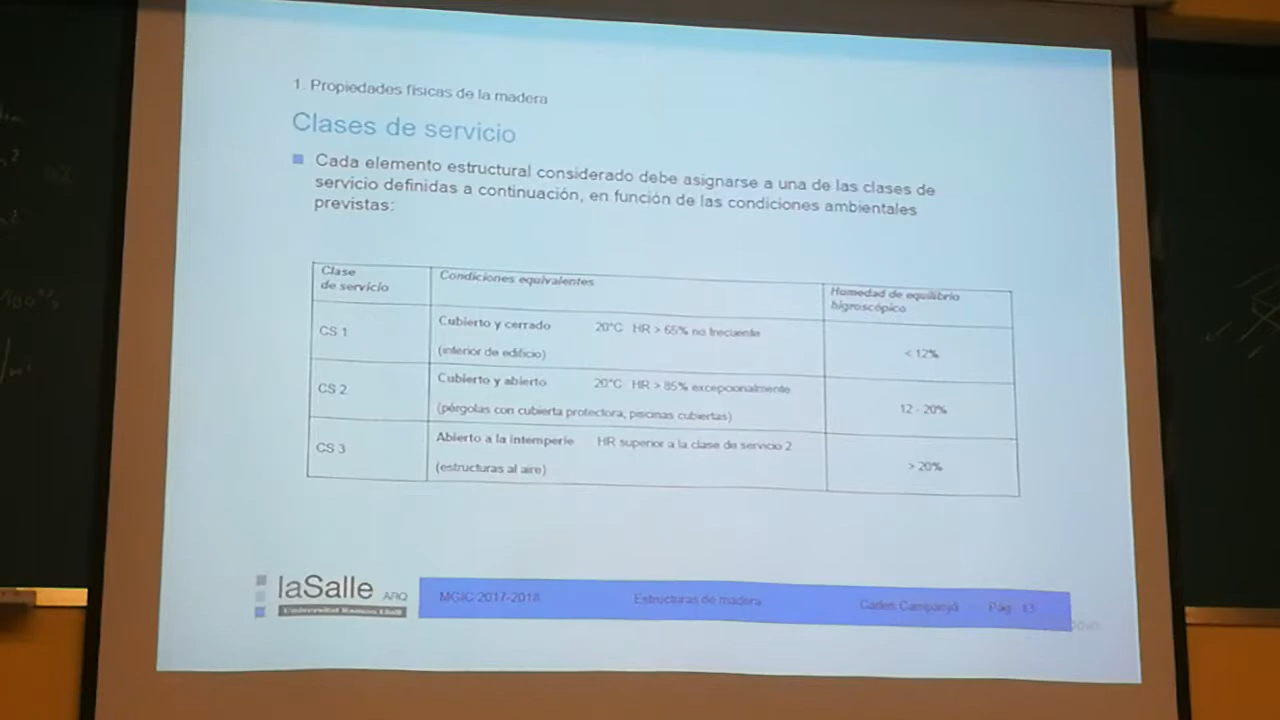 1. Propiedades físicas de la madera
Clases de servicio
Cada elemento estructural considerado debe asignarse a una de las clases de
servicio definidas a continuación, en función de las condiciones ambientales
previstas:
Clase
de servicio
Condiciones equivalentes
Humedad de equilibrio
higroscópico
CS 1
Cubierto y cerrado 20°C HR > 65% no frecuente
(interior de edificio)
< 12%
CS 2
Cubierto y abierto 20°C HR > 85% excepcionalmente
(pérgolas con cubierta protectora, piscinas cubiertas)
12 - 20%
CS 3
Abierto a la intemperie HR superior a la clase de servicio 2
(estructuras al aire)
> 20%
laSalle ARQ
Universitat Ramon Llull
MGIC 2017-2018 Estructuras de madera Caden Campanyà Pág. 13